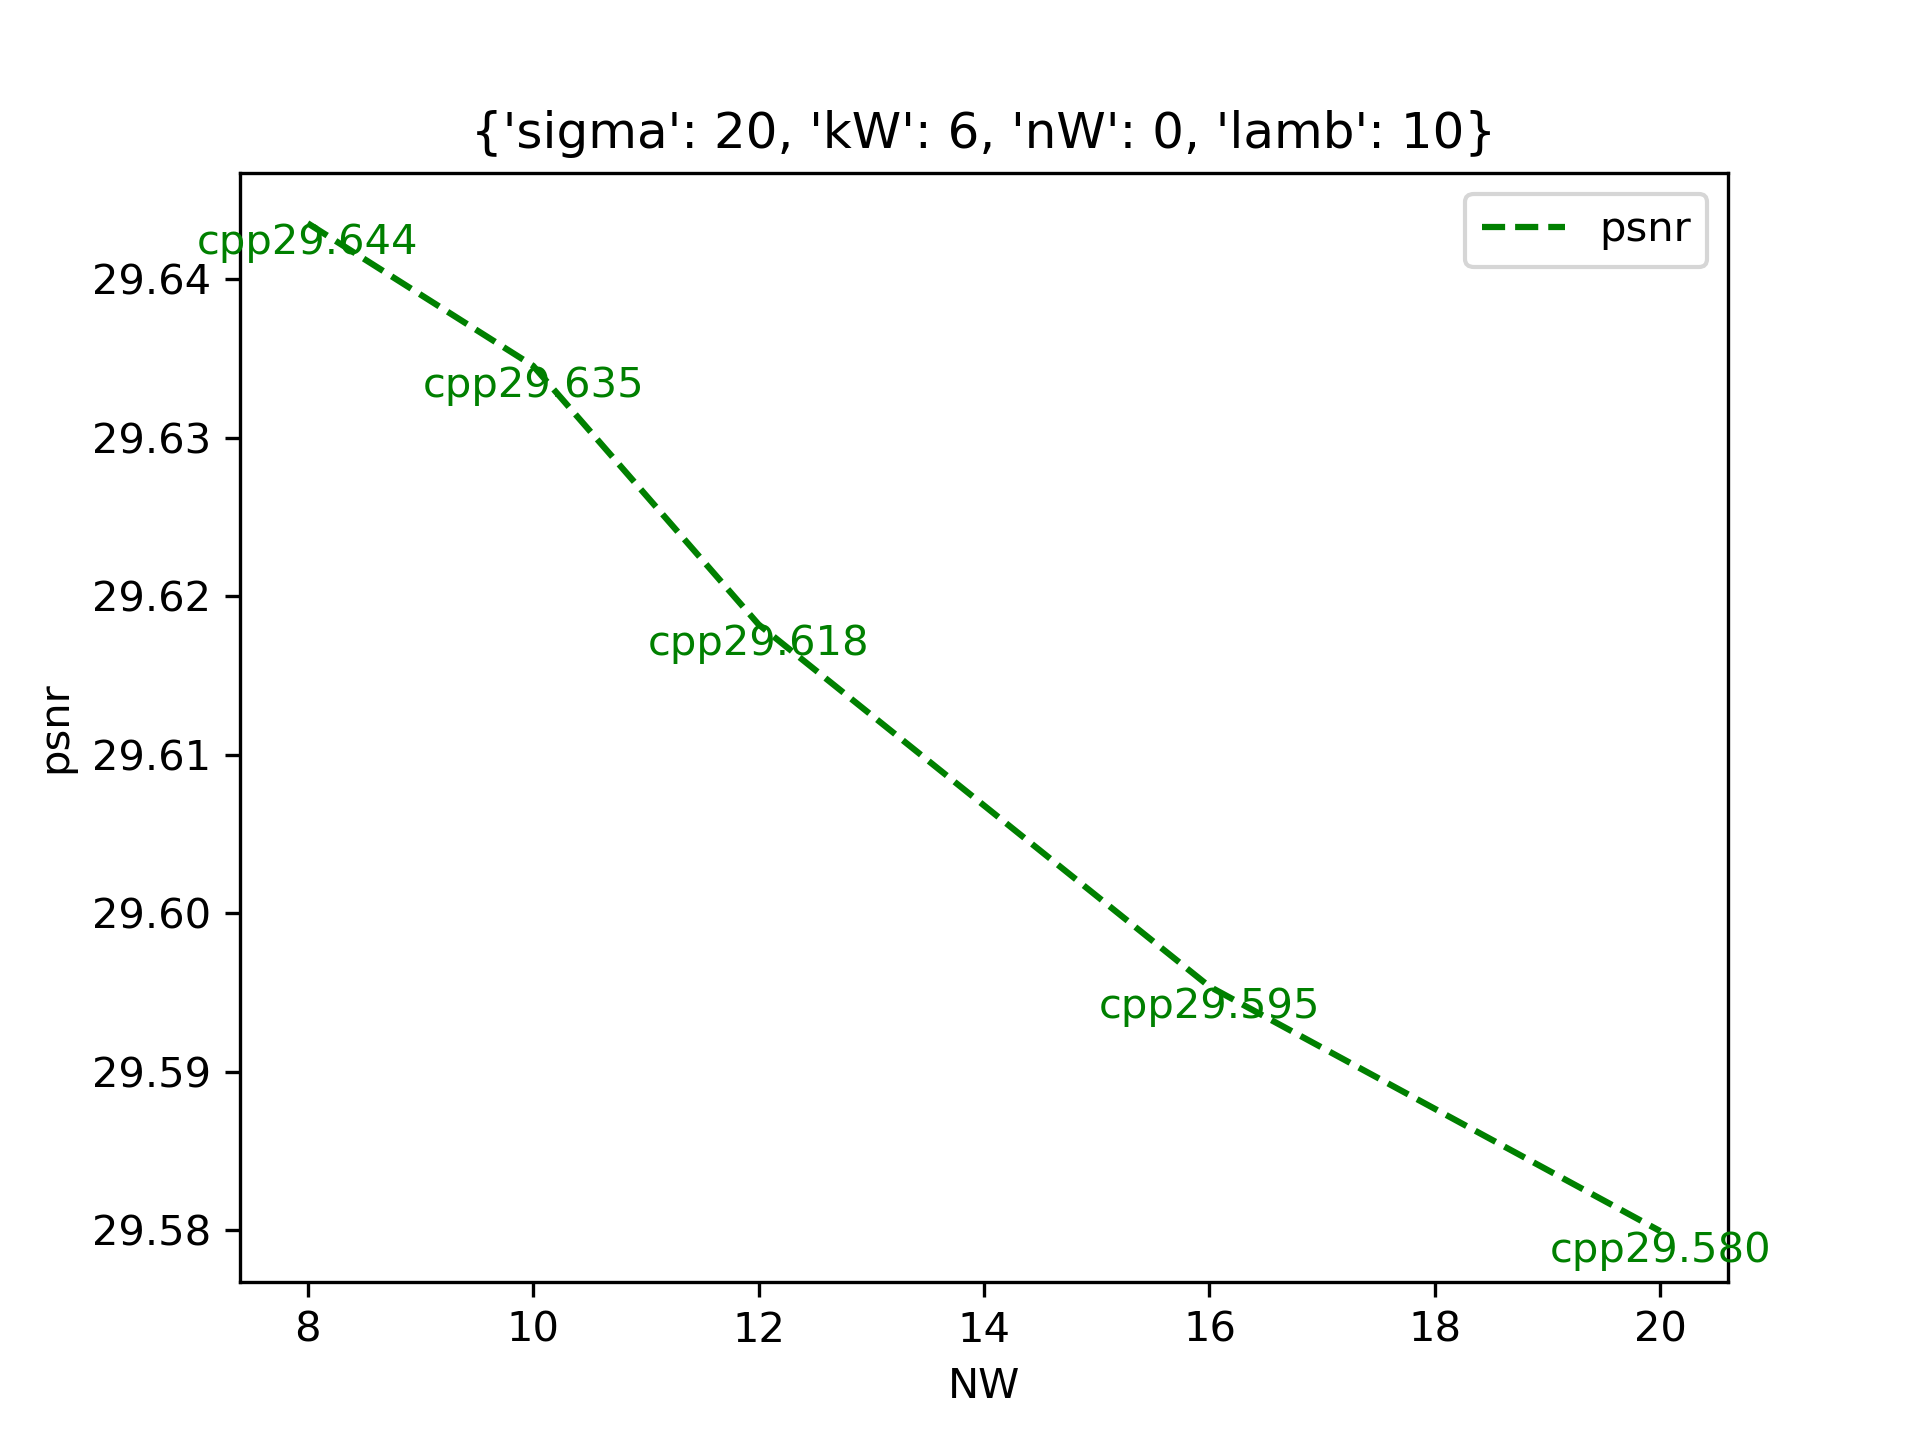 {'sigma': 20, 'kW': 6, 'nW': 0, 'lamb': 10}
psnr
cpp29.644
29.64
cpp29.635
29.63
29.62
cpp29.618
psnr
29.61
29.60
cpp29.595
29.59
29.58
cpp29.580
8 10 12 14 16 18 20
NW